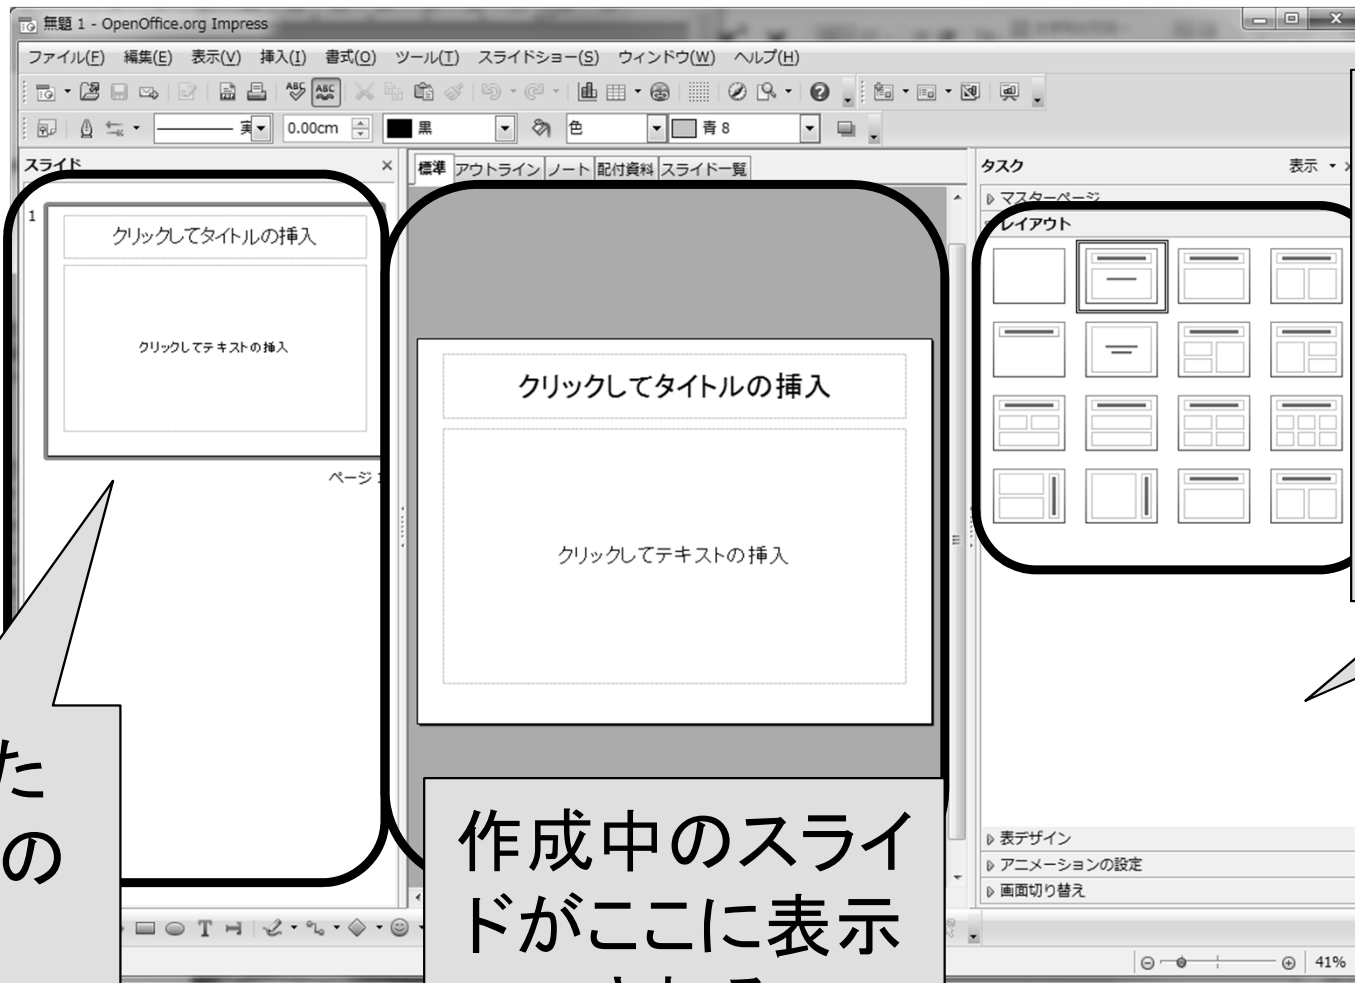 無題 1 - OpenOffice.org Impress
ファイル(F) 編集(E) 表示(V) 挿入(I) 書式(O) ツール(T) スライドショー(S) ウィンドウ(W) ヘルプ(H)
実 0.00cm 黒 色 青 8
スライド
標準 アウトライン ノート 配付資料 スライド一覧
タスク 表示
マスターページ
レイアウト
1
クリックしてタイトルの挿入
クリックしてテキストの挿入
ページ
クリックしてタイトルの挿入
クリックしてテキストの挿入
た
の
作成中のスライ
ドがここに表示
される
表デザイン
アニメーションの設定
画面切り替え
41%